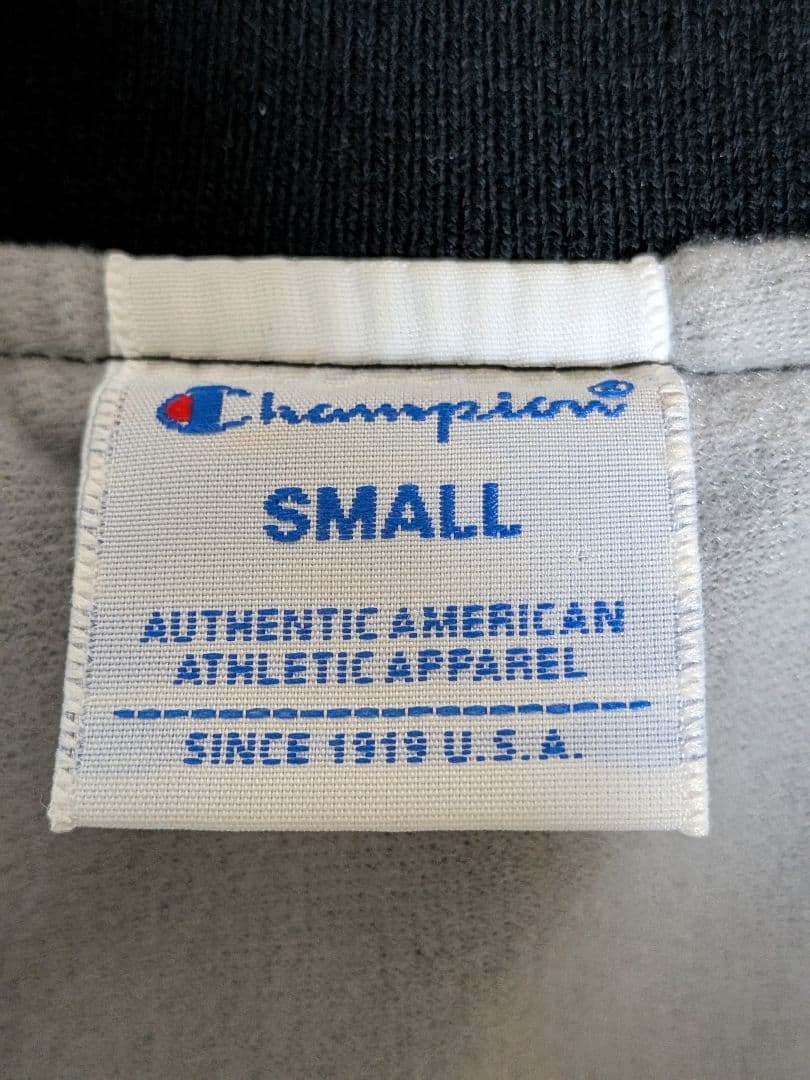 Champion®
SMALL
AUTHENTIC AMERICAN
ATHLETIC APPAREL
SINCE 1919 U.S.A.